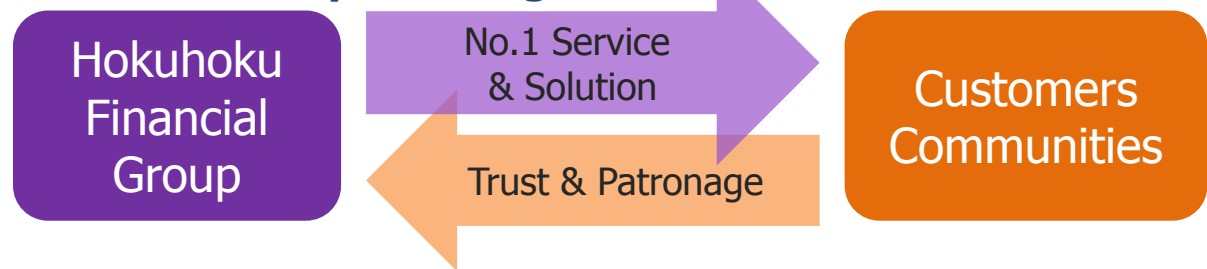 Hokuhoku
Financial
Group
No.1 Service
& Solution
Trust & Patronage
Customers
Communities